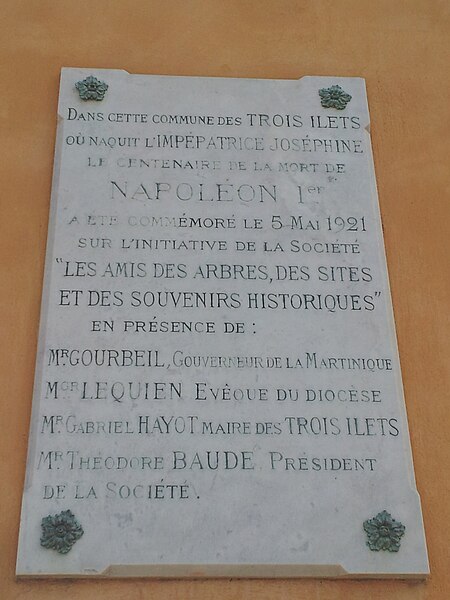 DANS CETTE COMMUNE DES TROIS ILETS
OÙ NAQUIT L'IMPÉPATRICE JOSÉPHINE
LE CENTENAIRE DE LA MORT DE
NAPOLÉON 1er
A ÉTÉ COMMÉMORÉ LE 5 MAI 1921
SUR L'INITIATIVE DE LA SOCIÉTÉ
"LES AMIS DES ARBRES, DES SITES
ET DES SOUVENIRS HISTORIQUES"
EN PRÉSENCE DE :
MR GOURBEIL, GOUVERNEUR DE LA MARTINIQUE
MGR LEQUIEN EVÊQUE DU DIOCÈSE
MR GABRIEL HAYOT MAIRE DES TROIS ILETS
MR THÉODORE BAUDE PRÉSIDENT
DE LA SOCIÉTÉ.